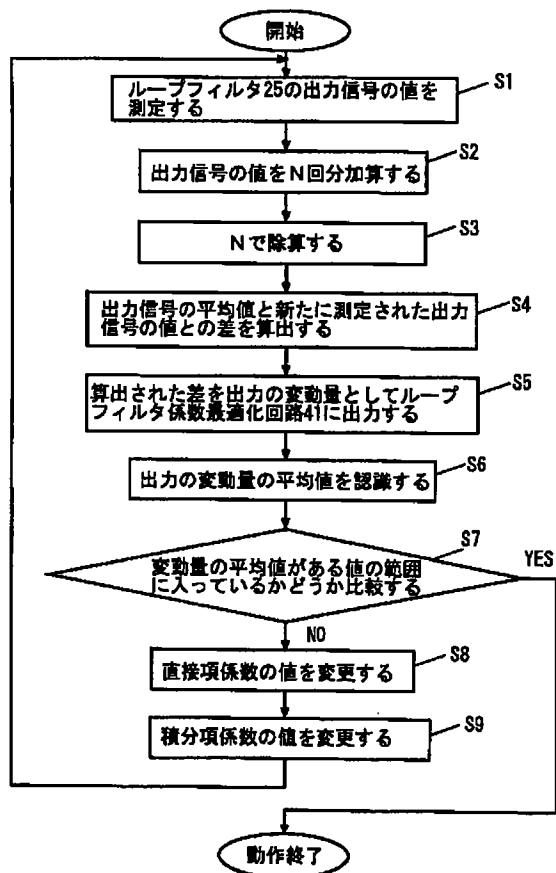 開始
ループフィルタ25の出力信号の値を
測定する
S1
出力信号の値をN回分加算する
S2
Nで除算する
S3
出力信号の平均値と新たに測定された出力
信号の値との差を算出する
S4
算出された差を出力の変動量としてループ
フィルタ係数最適化回路41に出力する
S5
出力の変動量の平均値を認識する
S6
変動量の平均値がある値の範囲
に入っているかどうか比較する
S7
YES
NO
直接項係数の値を変更する
S8
積分項係数の値を変更する
S9
動作終了